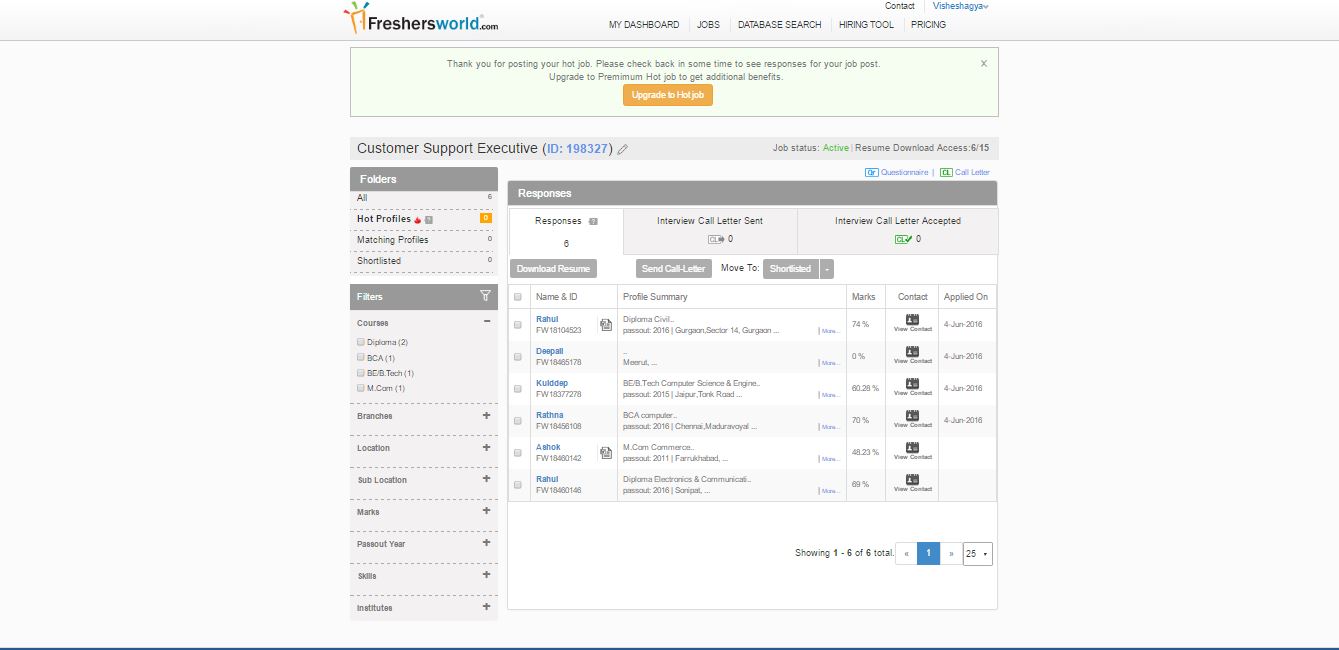 Contact
Visheshagya
Freshersworld.com
MY DASHBOARD JOBS DATABASE SEARCH HIRING TOOL PRICING
Thank you for posting your hot job. Please check back in some time to see responses for your job post.
Upgrade to Premimum Hot job to get additional benefits.
x
Upgrade to Hot job
Customer Support Executive (ID: 198327)
Job status: Active | Resume Download Access:6/15
Qr Questionnaire | CL Call Letter
Folders
All 6
Hot Profiles ? 0
Matching Profiles 0
Shortlisted 0
Filters
Courses −
Diploma (2)
BCA (1)
BE/B.Tech (1)
M.Com (1)
Branches +
Location +
Sub Location +
Marks +
Passout Year +
Skills +
Institutes +
Responses
Responses ?
6
Interview Call Letter Sent
CL 0
Interview Call Letter Accepted
CL 0
Download Resume Send Call-Letter Move To: Shortlisted -
Name & ID Profile Summary Marks Contact Applied On
Rahul
FW18104523
Diploma Civil..
passout: 2016 | Gurgaon,Sector 14, Gurgaon ... | More...
74 % View Contact 4-Jun-2016
Deepali
FW18465178
..
Meerut, ... | More...
0 % View Contact 4-Jun-2016
Kulddep
FW18377278
BE/B.Tech Computer Science & Engine..
passout: 2015 | Jaipur,Tonk Road ... | More...
60.28 % View Contact 4-Jun-2016
Rathna
FW18456108
BCA computer..
passout: 2016 | Chennai,Maduravoyal ... | More...
70 % View Contact 4-Jun-2016
Ashok
FW18460142
M.Com Commerce..
passout: 2011 | Farrukhabad, ... | More...
48.23 % View Contact
Rahul
FW18460146
Diploma Electronics & Communicati..
passout: 2016 | Sonipat, ... | More...
69 % View Contact
Showing 1 - 6 of 6 total. « 1 » 25